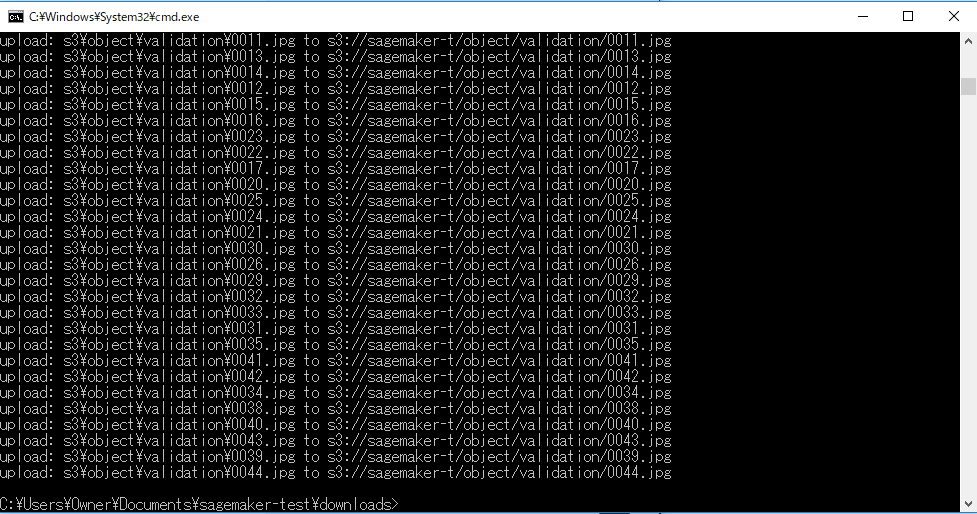 C:¥Windows¥System32¥cmd.exe
upload: s3¥object¥validation¥0011.jpg to s3://sagemaker-t/object/validation/0011.jpg
upload: s3¥object¥validation¥0013.jpg to s3://sagemaker-t/object/validation/0013.jpg
upload: s3¥object¥validation¥0014.jpg to s3://sagemaker-t/object/validation/0014.jpg
upload: s3¥object¥validation¥0012.jpg to s3://sagemaker-t/object/validation/0012.jpg
upload: s3¥object¥validation¥0015.jpg to s3://sagemaker-t/object/validation/0015.jpg
upload: s3¥object¥validation¥0016.jpg to s3://sagemaker-t/object/validation/0016.jpg
upload: s3¥object¥validation¥0023.jpg to s3://sagemaker-t/object/validation/0023.jpg
upload: s3¥object¥validation¥0022.jpg to s3://sagemaker-t/object/validation/0022.jpg
upload: s3¥object¥validation¥0017.jpg to s3://sagemaker-t/object/validation/0017.jpg
upload: s3¥object¥validation¥0020.jpg to s3://sagemaker-t/object/validation/0020.jpg
upload: s3¥object¥validation¥0025.jpg to s3://sagemaker-t/object/validation/0025.jpg
upload: s3¥object¥validation¥0024.jpg to s3://sagemaker-t/object/validation/0024.jpg
upload: s3¥object¥validation¥0021.jpg to s3://sagemaker-t/object/validation/0021.jpg
upload: s3¥object¥validation¥0030.jpg to s3://sagemaker-t/object/validation/0030.jpg
upload: s3¥object¥validation¥0026.jpg to s3://sagemaker-t/object/validation/0026.jpg
upload: s3¥object¥validation¥0029.jpg to s3://sagemaker-t/object/validation/0029.jpg
upload: s3¥object¥validation¥0032.jpg to s3://sagemaker-t/object/validation/0032.jpg
upload: s3¥object¥validation¥0033.jpg to s3://sagemaker-t/object/validation/0033.jpg
upload: s3¥object¥validation¥0031.jpg to s3://sagemaker-t/object/validation/0031.jpg
upload: s3¥object¥validation¥0035.jpg to s3://sagemaker-t/object/validation/0035.jpg
upload: s3¥object¥validation¥0041.jpg to s3://sagemaker-t/object/validation/0041.jpg
upload: s3¥object¥validation¥0042.jpg to s3://sagemaker-t/object/validation/0042.jpg
upload: s3¥object¥validation¥0034.jpg to s3://sagemaker-t/object/validation/0034.jpg
upload: s3¥object¥validation¥0038.jpg to s3://sagemaker-t/object/validation/0038.jpg
upload: s3¥object¥validation¥0040.jpg to s3://sagemaker-t/object/validation/0040.jpg
upload: s3¥object¥validation¥0043.jpg to s3://sagemaker-t/object/validation/0043.jpg
upload: s3¥object¥validation¥0039.jpg to s3://sagemaker-t/object/validation/0039.jpg
upload: s3¥object¥validation¥0044.jpg to s3://sagemaker-t/object/validation/0044.jpg
C:¥Users¥Owner¥Documents¥sagemaker-test¥downloads>